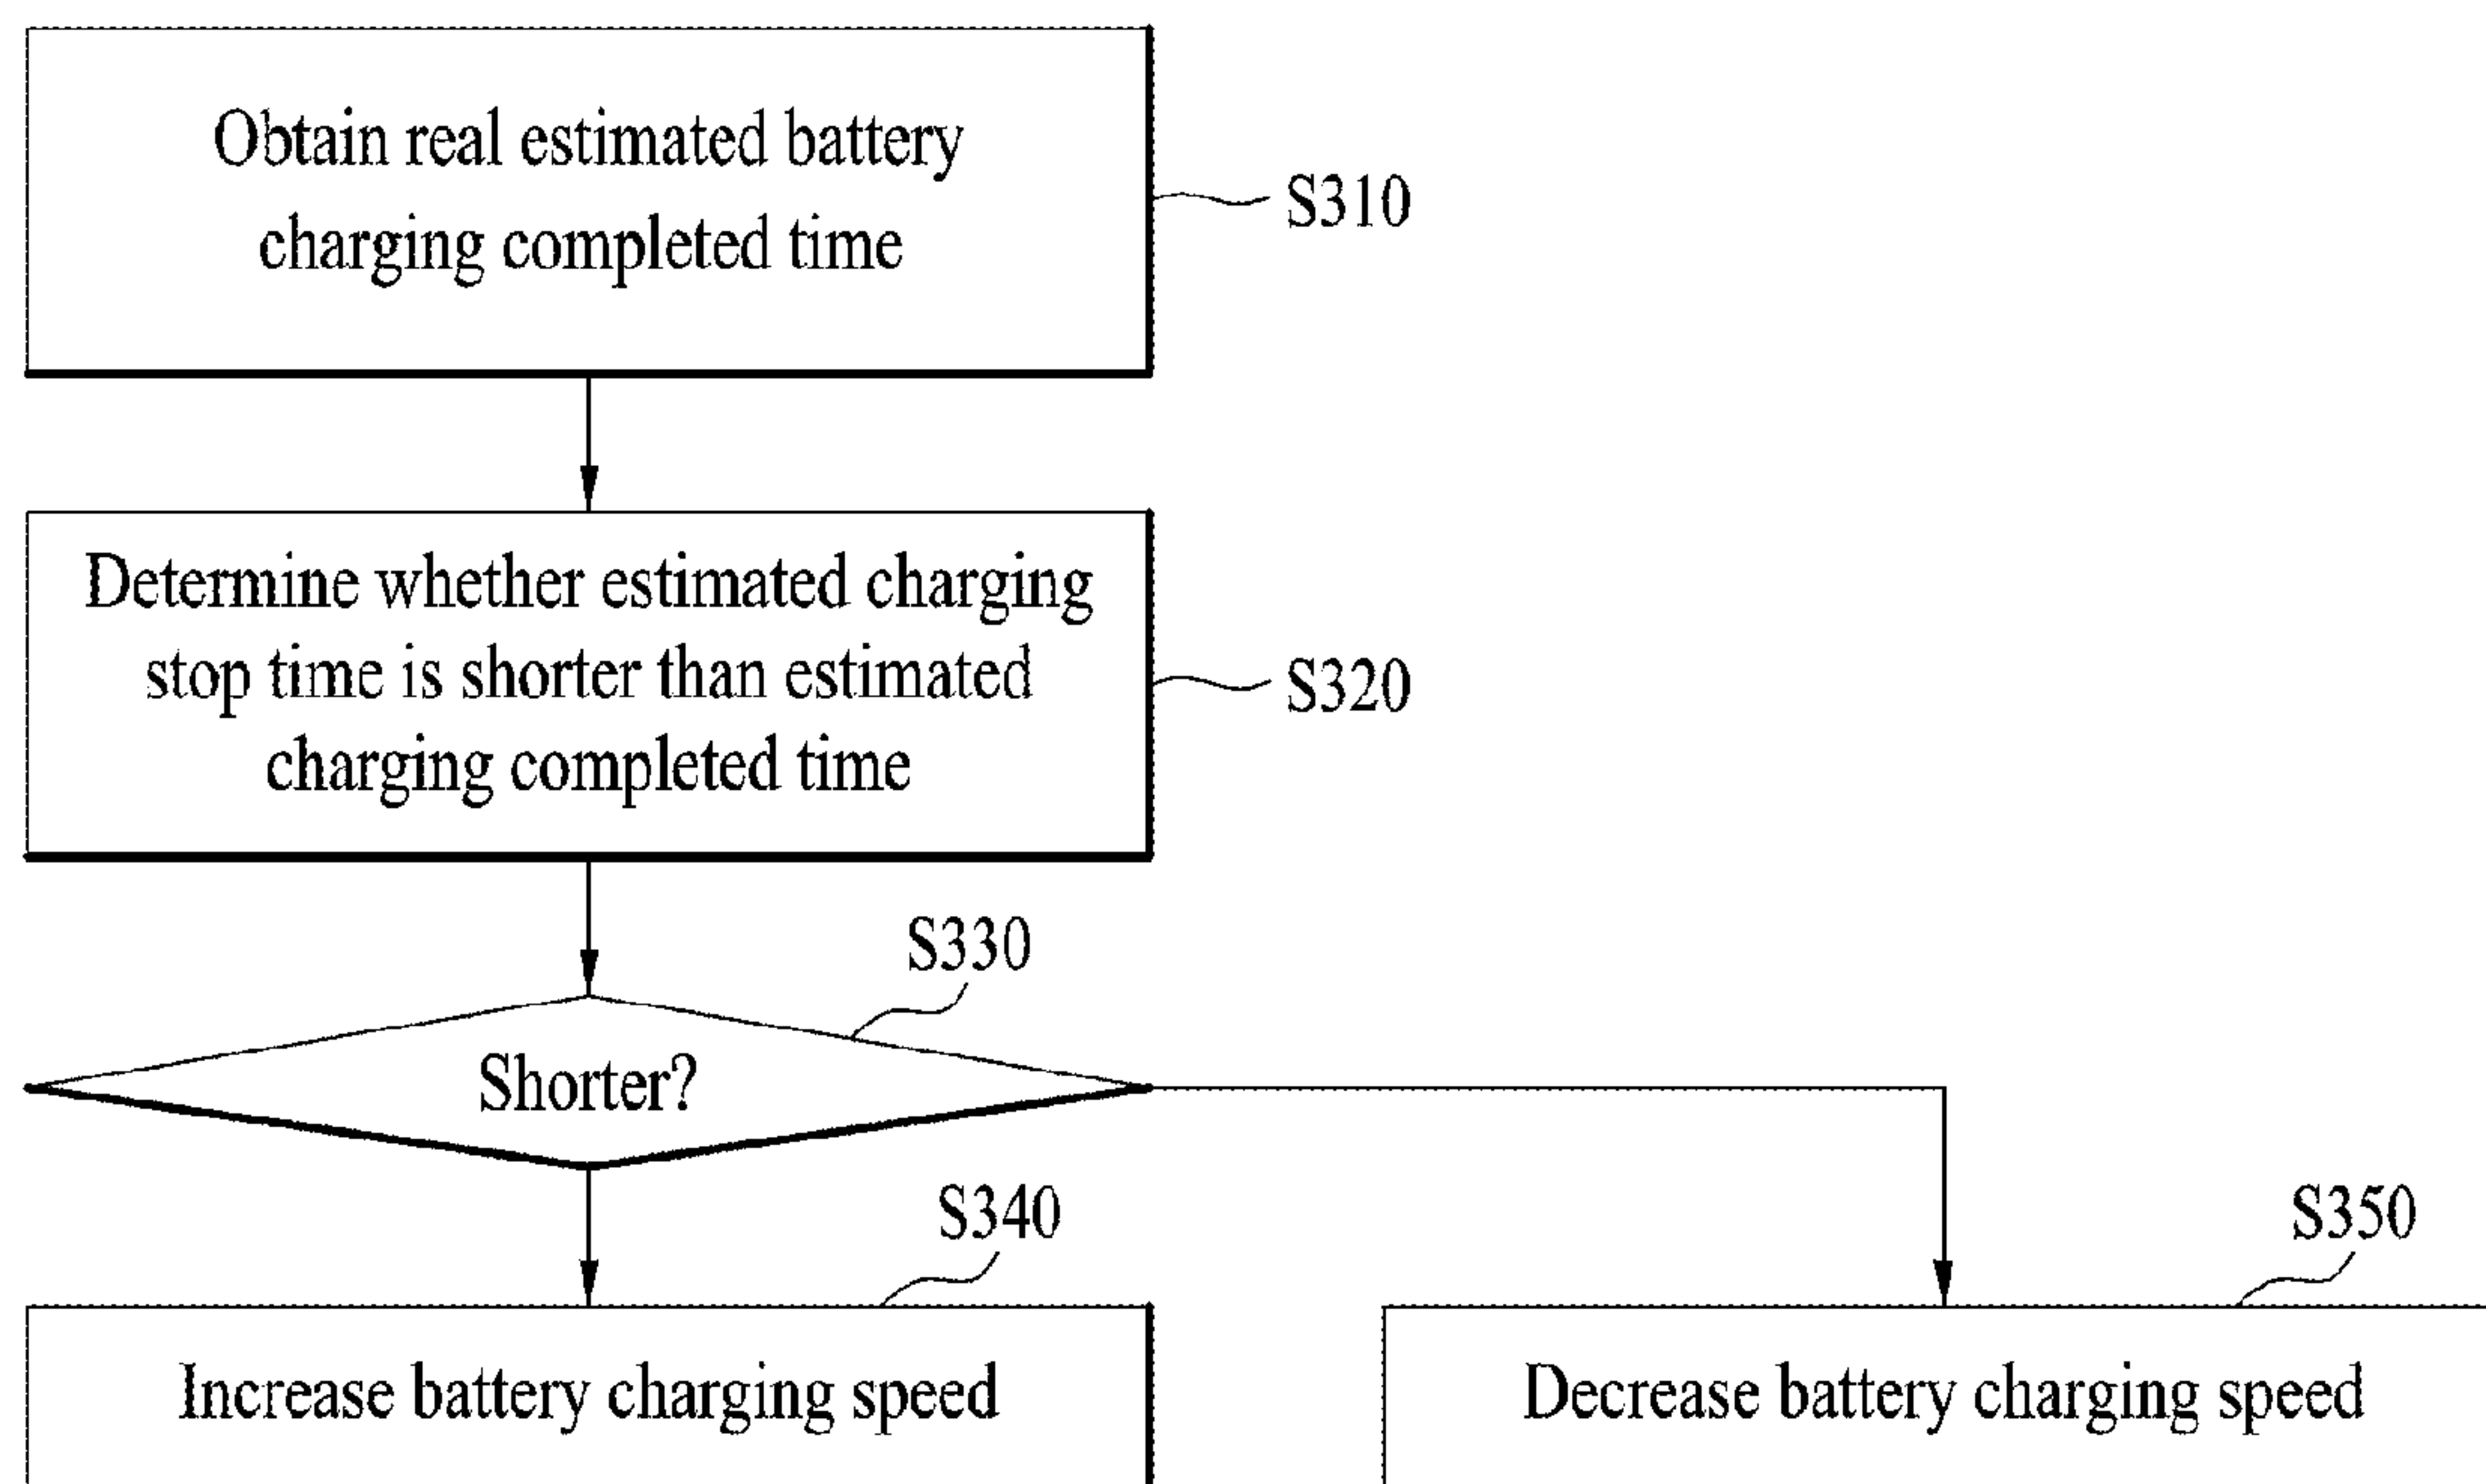 Obtain real estimated battery
charging completed time
S310
Determine whether estimated charging
stop time is shorter than estimated
charging completed time
S320
S330
Shorter?
S340
S350
Increase battery charging speed
Decrease battery charging speed